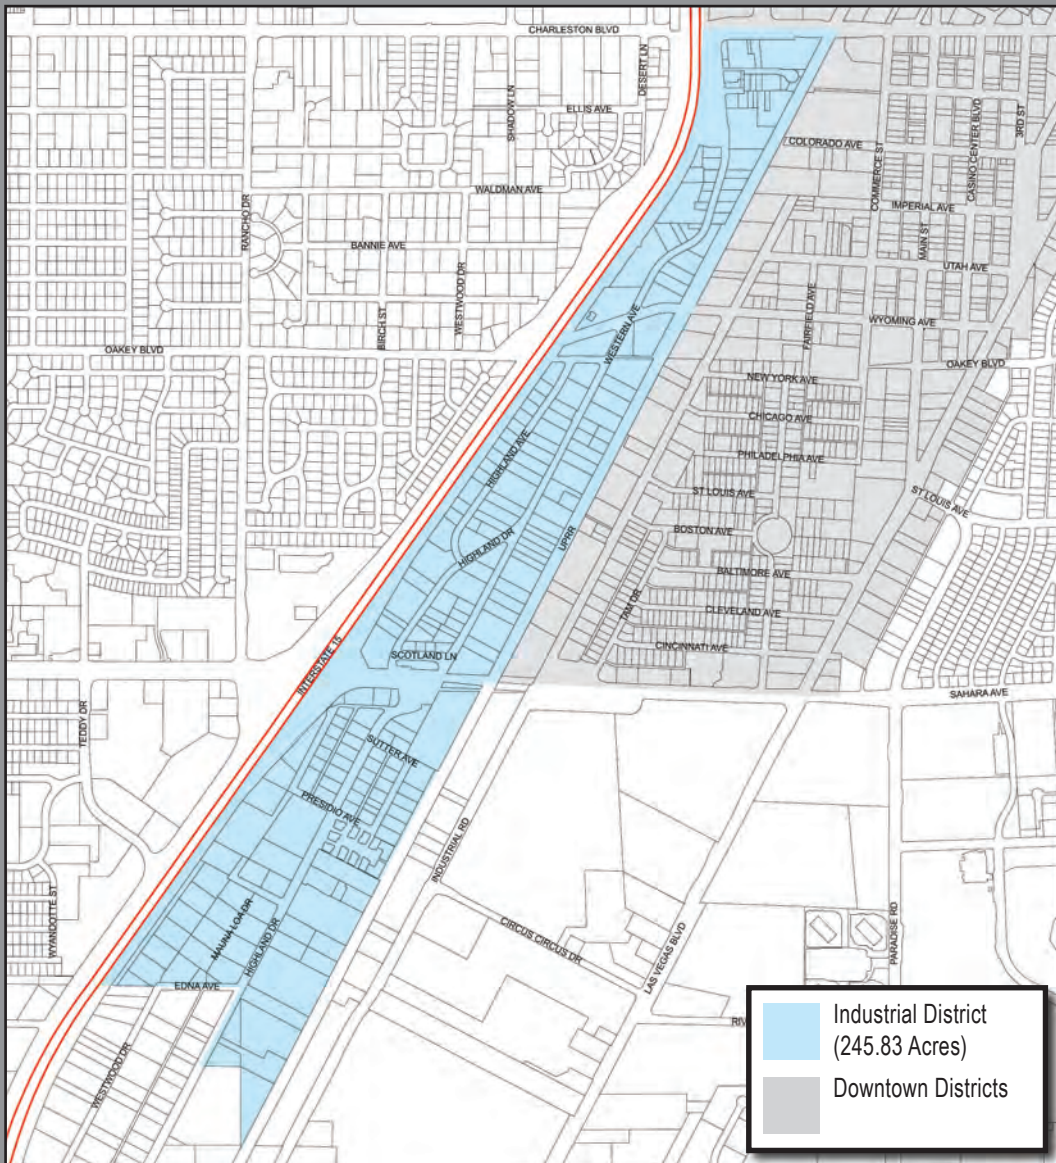 CHARLESTON BLVD
DESERT LN
SHADOW LN
ELLIS AVE
3RD ST
CASINO CENTER BLVD
COLORADO AVE
COMMERCE ST
WALDMAN AVE
RANCHO DR
IMPERIAL AVE
MAIN ST
BANNIE AVE
UTAH AVE
WESTWOOD DR
BIRCH ST
FAIRFIELD AVE
WYOMING AVE
WESTERN AVE
OAKEY BLVD
OAKEY BLVD
NEW YORK AVE
CHICAGO AVE
HIGHLAND AVE
PHILADELPHIA AVE
ST LOUIS AVE
ST LOUIS AVE
BOSTON AVE
UPRR
HIGHLAND DR
BALTIMORE AVE
TAM DR
CLEVELAND AVE
CINCINNATI AVE
SCOTLAND LN
INTERSTATE 15
SAHARA AVE
TEDDY DR
SUTTER AVE
PRESIDIO AVE
INDUSTRIAL RD
WYANDOTTE ST
MAUNA LOA DR
HIGHLAND DR
CIRCUS CIRCUS DR
LAS VEGAS BLVD
PARADISE RD
EDNA AVE
WESTWOOD DR
Industrial District
(245.83 Acres)
Downtown Districts